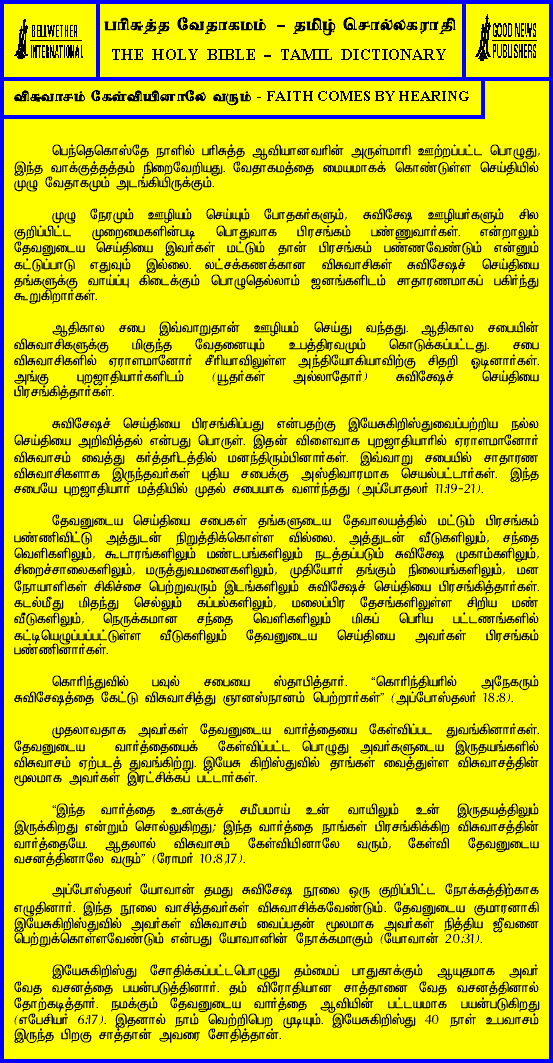 BELLWETHER
INTERNATIONAL
பரிசுத்த வேதாகமம் – தமிழ் சொல்லகராதி
THE HOLY BIBLE – TAMIL DICTIONARY
GOOD NEWS
PUBLISHERS
விசுவாசம் கேள்வியினாலே வரும் - FAITH COMES BY HEARING
பெந்தெகொஸ்தே நாளில் பரிசுத்த ஆவியானவரின் அருள்மாரி ஊற்றப்பட்ட பொழுது,
இந்த வாக்குத்தத்தம் நிறைவேறியது. வேதாகமத்தை மையமாகக் கொண்டுள்ள செய்தியில்
முழு வேதாகமும் அடங்கியிருக்கும்.
முழு நேரமும் ஊழியம் செய்யும் போதகர்களும், சுவிசேஷ ஊழியர்களும் சில
குறிப்பிட்ட முறைமைகளின்படி பொதுவாக பிரசங்கம் பண்ணுவார்கள். என்றாலும்
தேவனுடைய செய்தியை இவர்கள் மட்டும் தான் பிரசங்கம் பண்ணவேண்டும் என்னும்
கட்டுப்பாடு எதுவும் இல்லை. லட்சக்கணக்கான விசுவாசிகள் சுவிசேஷச் செய்தியை
தங்களுக்கு வாய்ப்பு கிடைக்கும் பொழுதெல்லாம் ஜனங்களிடம் சாதாரணமாகப் பகிர்ந்து
கூறுகிறார்கள்.
ஆதிகால சபை இவ்வாறுதான் ஊழியம் செய்து வந்தது. ஆதிகால சபையின்
விசுவாசிகளுக்கு மிகுந்த வேதனையும் உபத்திரவமும் கொடுக்கப்பட்டது. சபை
விசுவாசிகளில் ஏராளமானோர் சீரியாவிலுள்ள அந்தியோகியாவிற்கு சிதறி ஓடினார்கள்.
அங்கு புறஜாதியார்களிடம் (யூதர்கள் அல்லாதோர்) சுவிசேஷச் செய்தியை
பிரசங்கித்தார்கள்.
சுவிசேஷச் செய்தியை பிரசங்கிப்பது என்பதற்கு இயேசுகிறிஸ்துவைப்பற்றிய நல்ல
செய்தியை அறிவித்தல் என்பது பொருள். இதன் விளைவாக புறஜாதியாரில் ஏராளமானோர்
விசுவாசம் வைத்து கர்த்தரிடத்தில் மனந்திரும்பினார்கள். இவ்வாறு சபையில் சாதாரண
விசுவாசிகளாக இருந்தவர்கள் புதிய சபைக்கு அஸ்திவாரமாக செயல்பட்டார்கள். இந்த
சபையே புறஜாதியார் மத்தியில் முதல் சபையாக வளர்ந்தது (அப்போதலர் 11:19-21).
தேவனுடைய செய்தியை சபைகள் தங்களுடைய தேவாலயத்தில் மட்டும் பிரசங்கம்
பண்ணிவிட்டு அத்துடன் நிறுத்திக்கொள்ள வில்லை. அத்துடன் வீடுகளிலும், சந்தை
வெளிகளிலும், கூடாரங்களிலும் மண்டபங்களிலும் நடத்தப்படும் சுவிசேஷ முகாம்களிலும்,
சிறைச்சாலைகளிலும், மருத்துவமனைகளிலும், முதியோர் தங்கும் நிலையங்களிலும், மன
நோயாளிகள் சிகிச்சை பெற்றுவரும் இடங்களிலும் சுவிசேஷச் செய்தியை பிரசங்கித்தார்கள்.
கடல்மீது மிதந்து செல்லும் கப்பல்களிலும், மலைப்பிர தேசங்களிலுள்ள சிறிய மண்
வீடுகளிலும், நெருக்கமான சந்தை வெளிகளிலும் மிகப் பெரிய பட்டணங்களில்
கட்டியெழுப்பப்பட்டுள்ள வீடுகளிலும் தேவனுடைய செய்தியை அவர்கள் பிரசங்கம்
பண்ணினார்கள்.
கொரிந்துவில் பவுல் சபையை ஸ்தாபித்தார். “கொரிந்தியரில் அநேகரும்
சுவிசேஷத்தை கேட்டு விசுவாசித்து ஞானஸ்நானம் பெற்றார்கள்” (அப்போஸ்தலர் 18:8).
முதலாவதாக அவர்கள் தேவனுடைய வார்த்தையை கேள்விப்பட துவங்கினார்கள்.
தேவனுடைய வார்த்தையைக் கேள்விப்பட்ட பொழுது அவர்களுடைய இருதயங்களில்
விசுவாசம் ஏற்படத் துவங்கிற்று. இயேசு கிறிஸ்துவில் தாங்கள் வைத்துள்ள விசுவாசத்தின்
மூலமாக அவர்கள் இரட்சிக்கப் பட்டார்கள்.
“இந்த வார்த்தை உனக்குச் சமீபமாய் உன் வாயிலும் உன் இருதயத்திலும்
இருக்கிறது என்றும் சொல்லுகிறது; இந்த வார்த்தை நாங்கள் பிரசங்கிக்கிற விசுவாசத்தின்
வார்த்தையே. ஆதலால் விசுவாசம் கேள்வியினாலே வரும், கேள்வி தேவனுடைய
வசனத்தினாலே வரும்” (ரோமர் 10:8,17).
அப்போஸ்தலர் யோவான் தமது சுவிசேஷ நூலை ஒரு குறிப்பிட்ட நோக்கத்திற்காக
எழுதினார். இந்த நூலை வாசித்தவர்கள் விசுவாசிக்கவேண்டும். தேவனுடைய குமாரனாகி
இயேசுகிறிஸ்துவில் அவர்கள் விசுவாசம் வைப்பதன் மூலமாக அவர்கள் நித்திய ஜீவனை
பெற்றுக்கொள்ளவேண்டும் என்பது யோவானின் நோக்கமாகும் (யோவான் 20:31).
இயேசுகிறிஸ்து சோதிக்கப்பட்டபொழுது தம்மைப் பாதுகாக்கும் ஆயுதமாக அவர்
வேத வசனத்தை பயன்படுத்தினார். தம் விரோதியான சாத்தானை வேத வசனத்தினால்
தோற்கடித்தார். நமக்கும் தேவனுடைய வார்த்தை ஆவியின் பட்டயமாக பயன்படுகிறது
(எபேசியர் 6:17). இதனால் நாம் வெற்றிபெற முடியும். இயேசுகிறிஸ்து 40 நாள் உபவாசம்
இருந்த பிறகு சாத்தான் அவரை சோதித்தான்.